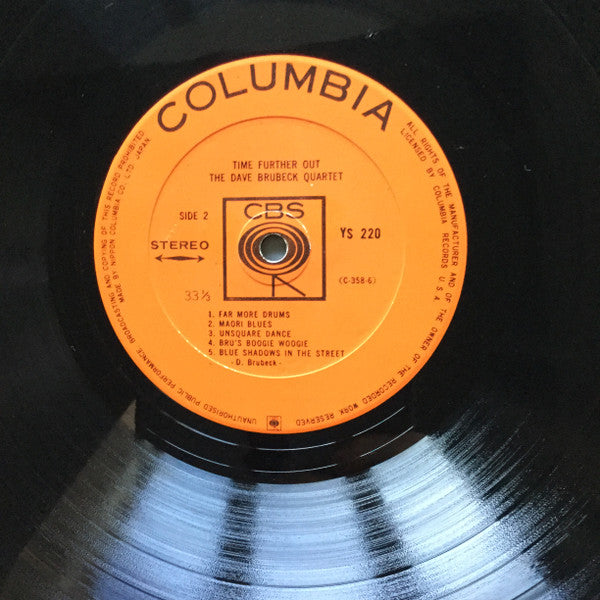 COLUMBIA
TIME FURTHER OUT
THE DAVE BRUBECK QUARTET
SIDE 2
CBS
YS 220
STEREO
(C-358-6)
33⅓
1. FAR MORE DRUMS
2. MAORI BLUES
3. UNSQUARE DANCE
4. BRU'S BOOGIE WOOGIE
5. BLUE SHADOWS IN THE STREET
- D. Brubeck -
ALL RIGHTS OF THE MANUFACTURER AND OF THE OWNER OF THE RECORDED WORK RESERVED
LICENSED BY COLUMBIA RECORDS U.S.A.
UNAUTHORISED PUBLIC PERFORMANCE, BROADCASTING AND COPYING OF THIS RECORD PROHIBITED
MADE BY NIPPON COLUMBIA CO., LTD. JAPAN